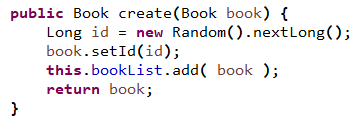 public Book create(Book book) {
    Long id = new Random().nextLong();
    book.setId(id);
    this.bookList.add( book );
    return book;
}